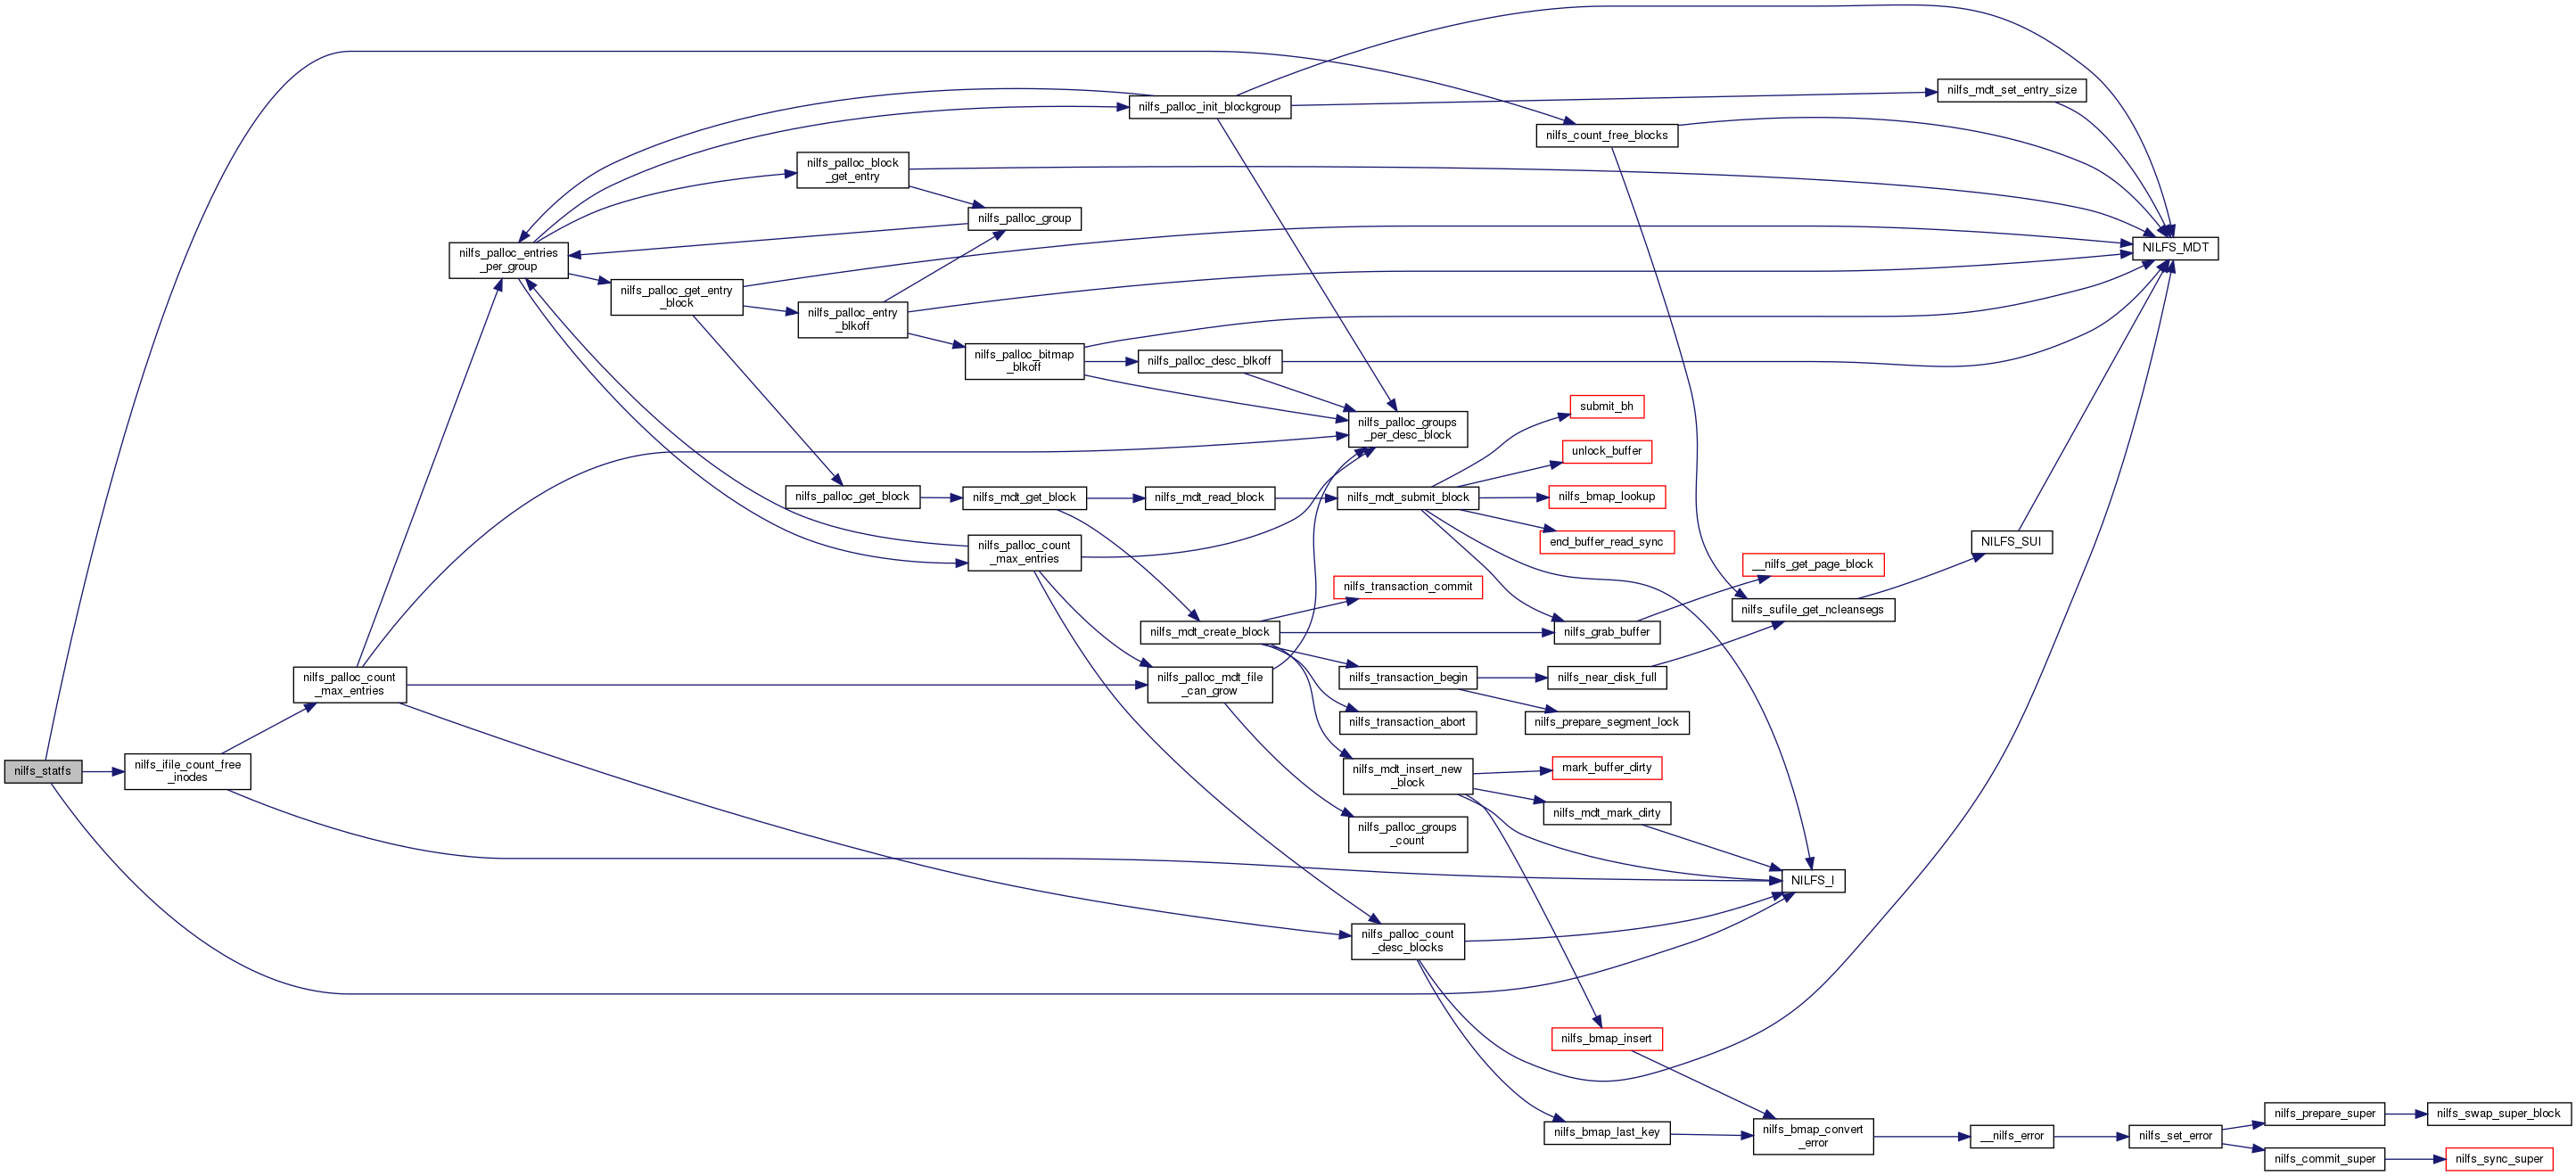 nilfs_statfs
nilfs_ifile_count_free
_inodes
nilfs_palloc_count
_max_entries
nilfs_palloc_entries
_per_group
nilfs_palloc_get_entry
_block
nilfs_palloc_block
_get_entry
nilfs_palloc_entry
_blkoff
nilfs_palloc_get_block
nilfs_palloc_group
nilfs_palloc_bitmap
_blkoff
nilfs_mdt_get_block
nilfs_palloc_count
_max_entries
nilfs_palloc_init_blockgroup
nilfs_palloc_desc_blkoff
nilfs_mdt_read_block
nilfs_mdt_create_block
nilfs_palloc_mdt_file
_can_grow
nilfs_palloc_groups
_per_desc_block
nilfs_mdt_submit_block
nilfs_transaction_commit
nilfs_transaction_begin
nilfs_transaction_abort
nilfs_mdt_insert_new
_block
nilfs_palloc_groups
_count
nilfs_palloc_count
_desc_blocks
nilfs_count_free_blocks
submit_bh
unlock_buffer
nilfs_bmap_lookup
end_buffer_read_sync
nilfs_grab_buffer
nilfs_near_disk_full
nilfs_prepare_segment_lock
mark_buffer_dirty
nilfs_mdt_mark_dirty
nilfs_bmap_insert
nilfs_bmap_last_key
__nilfs_get_page_block
nilfs_sufile_get_ncleansegs
NILFS_I
nilfs_bmap_convert
_error
nilfs_mdt_set_entry_size
NILFS_SUI
__nilfs_error
NILFS_MDT
nilfs_set_error
nilfs_prepare_super
nilfs_commit_super
nilfs_swap_super_block
nilfs_sync_super